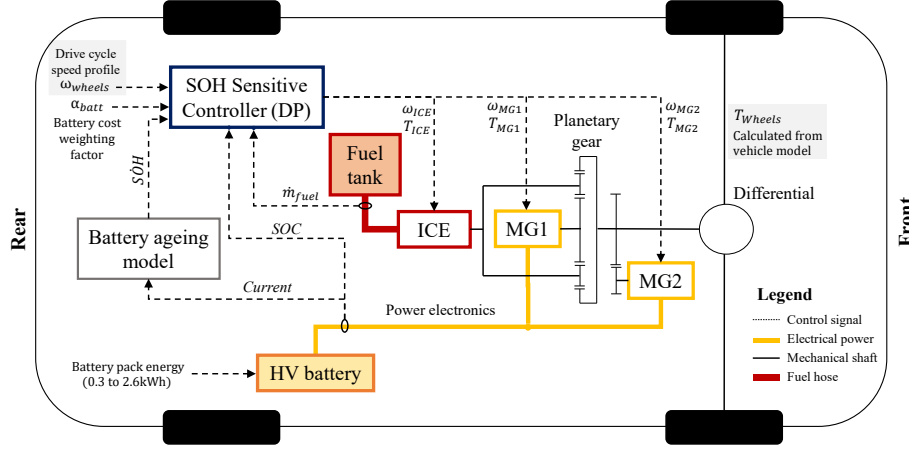 Drive cycle
speed profile
ω_wheels
α_batt
Battery cost
weighting
factor
SOH Sensitive
Controller (DP)
ω_ICE
T_ICE
ω_MG1
T_MG1
ω_MG2
T_MG2
Planetary
gear
T_Wheels
Calculated from
vehicle model
Fuel
tank
ṁ_fuel
SȮH
Rear
Front
Differential
ICE
MG1
MG2
SOC
Battery ageing
model
Current
Power electronics
HV battery
Battery pack energy
(0.3 to 2.6kWh)
Legend
Control signal
Electrical power
Mechanical shaft
Fuel hose